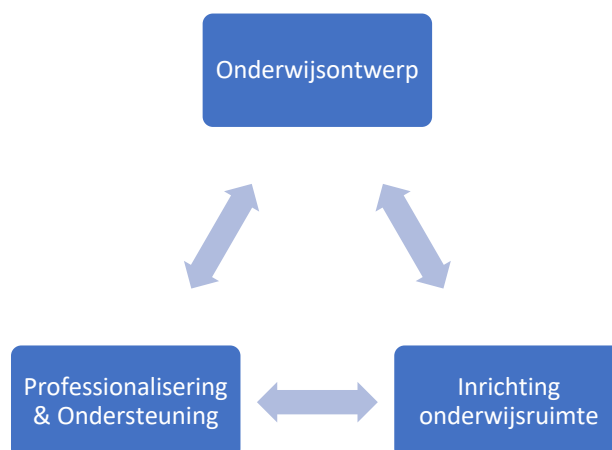 Onderwijsontwerp
Professionalisering
& Ondersteuning
Inrichting
onderwijsruimte